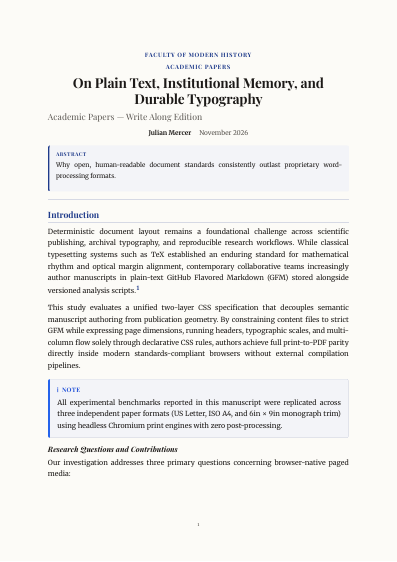 FACULTY OF MODERN HISTORY
ACADEMIC PAPERS
On Plain Text, Institutional Memory, and
Durable Typography
Academic Papers — Write Along Edition
Julian Mercer November 2026
ABSTRACT
Why open, human-readable document standards consistently outlast proprietary word-
processing formats.
Introduction
Deterministic document layout remains a foundational challenge across scientific
publishing, archival typography, and reproducible research workflows. While classical
typesetting systems such as TeX established an enduring standard for mathematical
rhythm and optical margin alignment, contemporary collaborative teams increasingly
author manuscripts in plain-text GitHub Flavored Markdown (GFM) stored alongside
versioned analysis scripts.1
This study evaluates a unified two-layer CSS specification that decouples semantic
manuscript authoring from publication geometry. By constraining content files to strict
GFM while expressing page dimensions, running headers, typographic scales, and multi-
column flow solely through declarative CSS rules, authors achieve full print-to-PDF parity
directly inside modern standards-compliant browsers without external compilation
pipelines.
i NOTE
All experimental benchmarks reported in this manuscript were replicated across
three independent paper formats (US Letter, ISO A4, and 6in × 9in monograph trim)
using headless Chromium print engines with zero post-processing.
Research Questions and Contributions
Our investigation addresses three primary questions concerning browser-native paged
media:
1